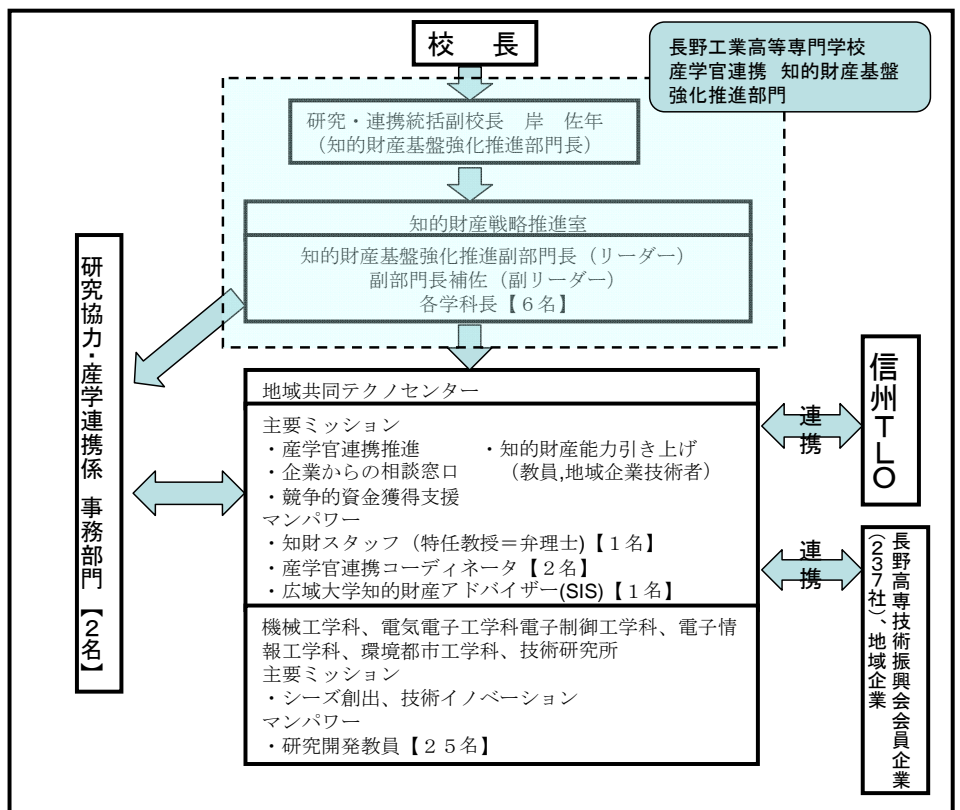 校　長
長野工業高等専門学校
産学官連携 知的財産基盤
強化推進部門
研究・連携統括副校長　岸　佐年
（知的財産基盤強化推進部門長）
知的財産戦略推進室
知的財産基盤強化推進副部門長（リーダー）
副部門長補佐（副リーダー）
各学科長【６名】
研究協力・産学連携係 事務部門【２名】
地域共同テクノセンター
主要ミッション
・産学官連携推進　　・知的財産能力引き上げ
・企業からの相談窓口　（教員,地域企業技術者）
・競争的資金獲得支援
マンパワー
・知財スタッフ（特任教授＝弁理士)【１名】
・産学官連携コーディネータ【２名】
・広域大学知的財産アドバイザー(SIS)【１名】
機械工学科、電気電子工学科電子制御工学科、電子情
報工学科、環境都市工学科、技術研究所
主要ミッション
・シーズ創出、技術イノベーション
マンパワー
・研究開発教員【２５名】
連携
信州ＴＬＯ
連携
長野高専技術振興会会員企業
（２３７社）、地域企業